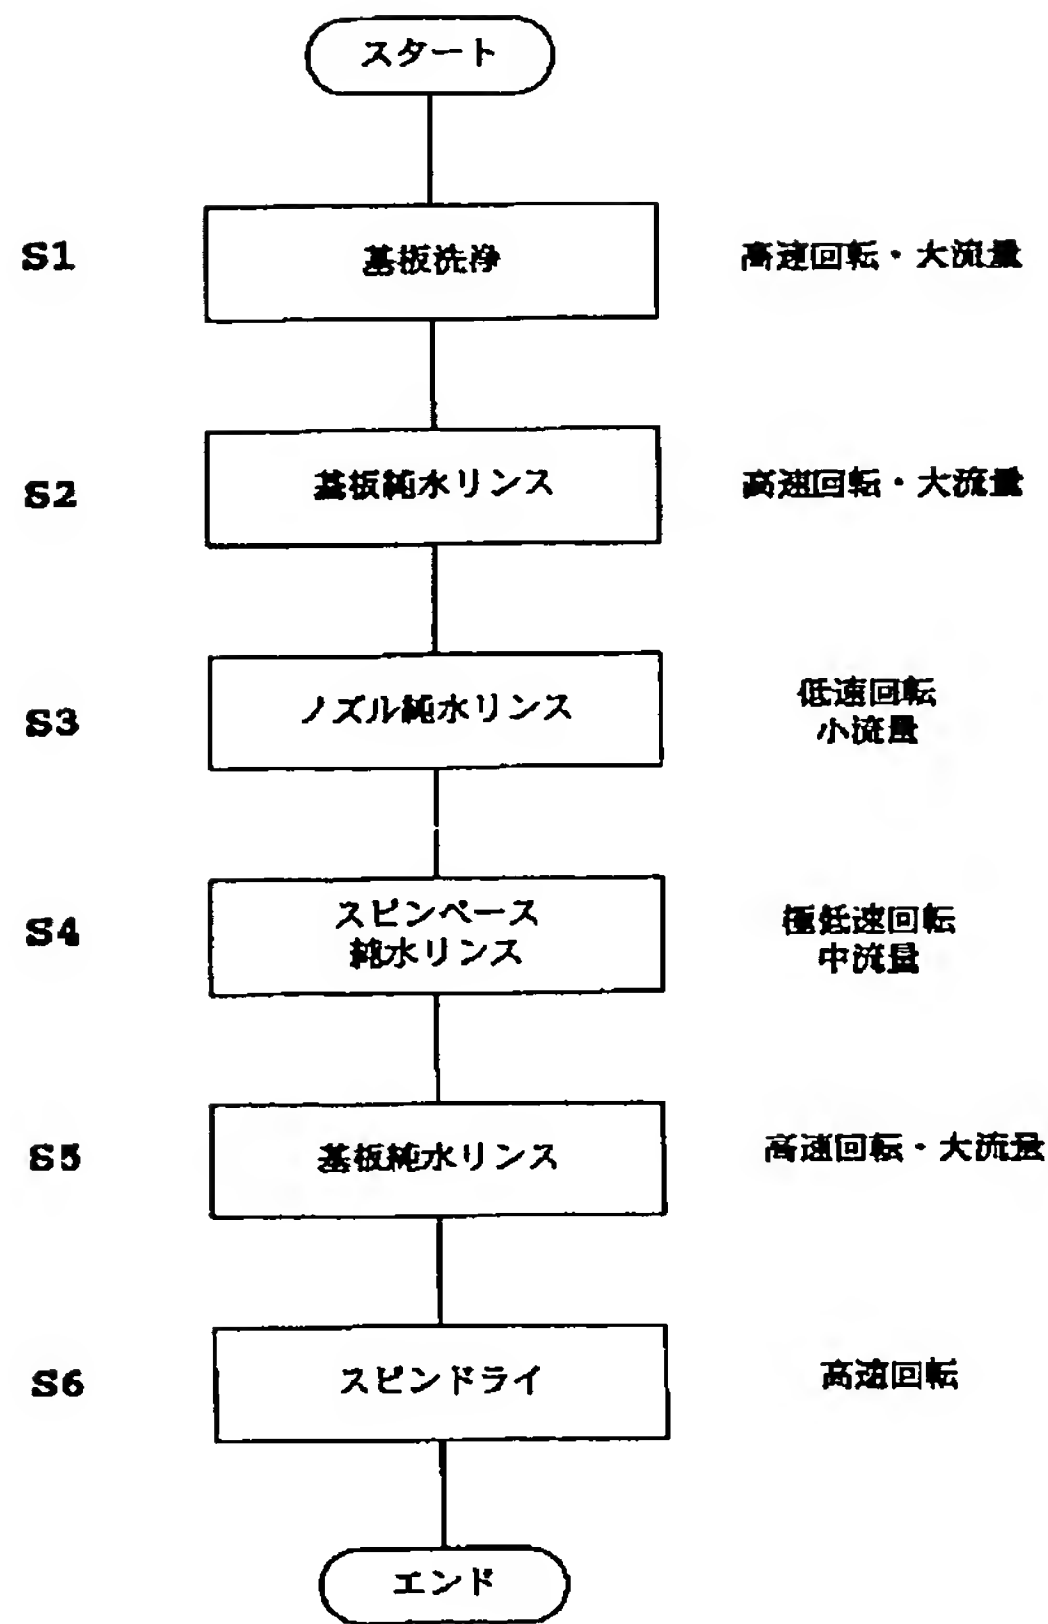 スタート
S1
基板洗浄
高速回転・大流量
S2
基板純水リンス
高速回転・大流量
S3
ノズル純水リンス
低速回転
小流量
S4
スピンベース
純水リンス
極低速回転
中流量
S5
基板純水リンス
高速回転・大流量
S6
スピンドライ
高速回転
エンド